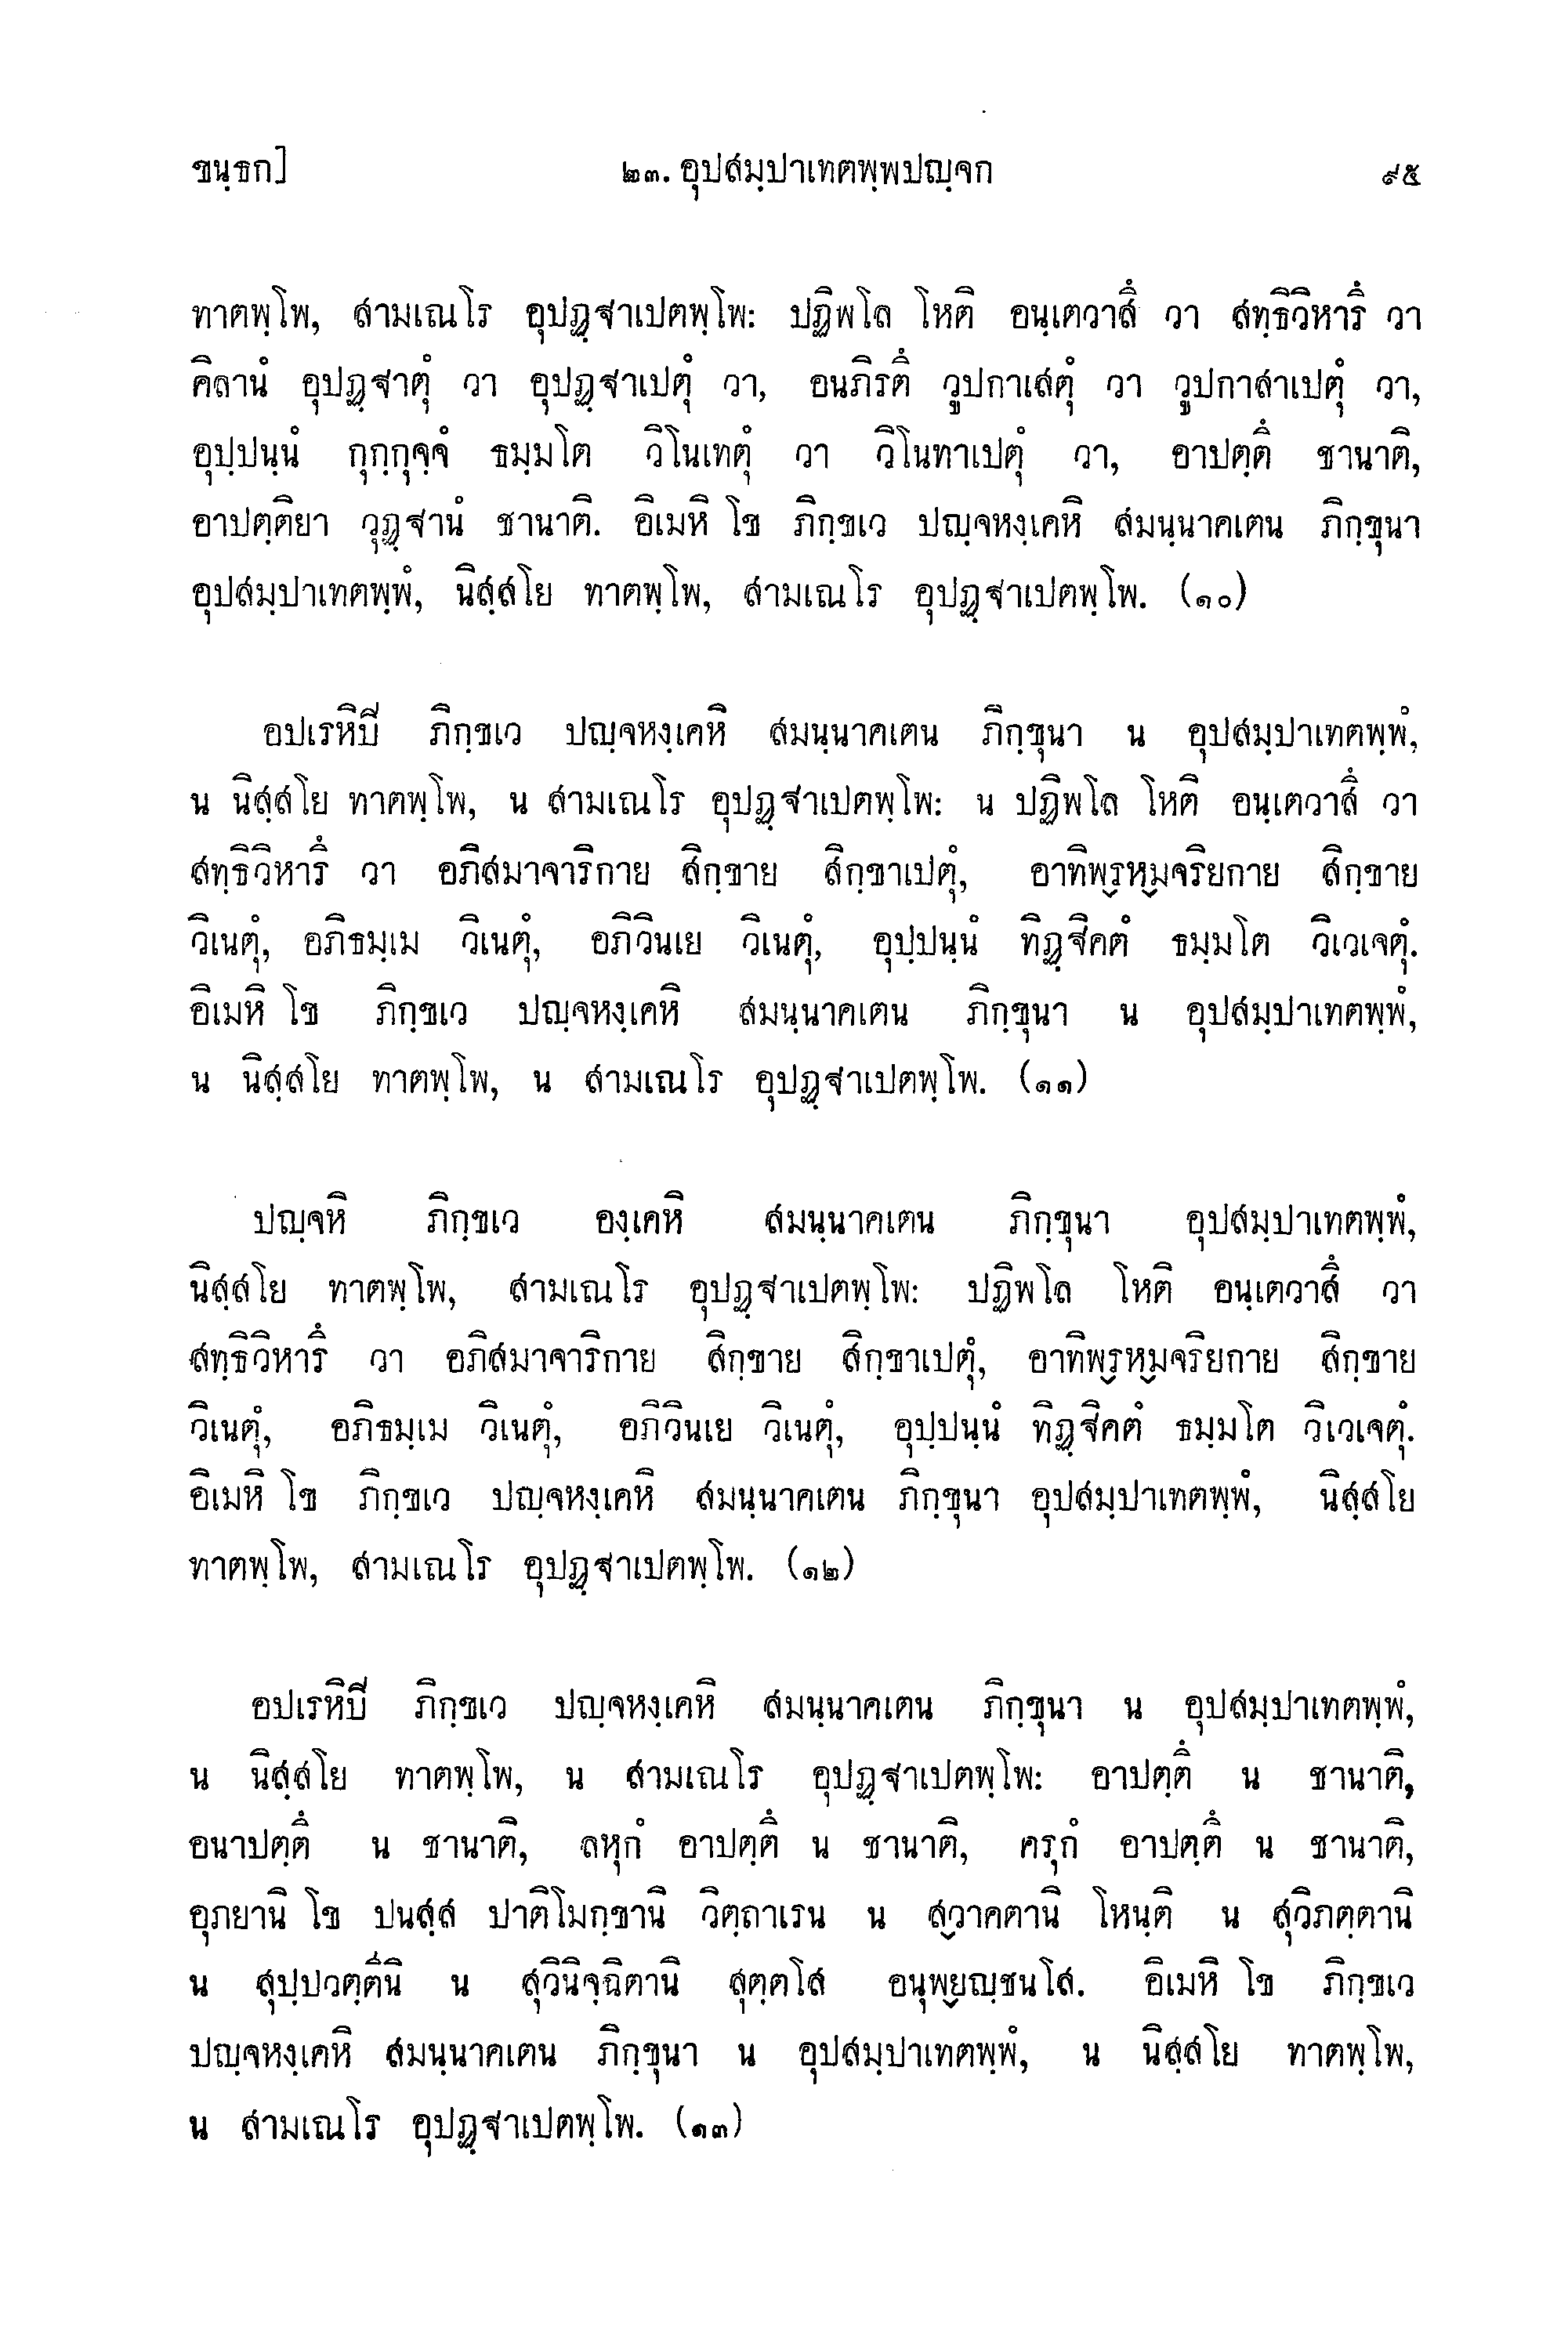 ขนฺธก]	๒๓. อุปสมฺปาเทตพฺพปญฺจก	๙๕
ทาตพฺโพ, สามเณโร อุปฏฺฐาเปตพฺโพ: ปฏิพโล โหติ อนฺเตวาสึ วา สทฺธิวิหารึ วา
คิลานํ อุปฏฺฐาตุํ วา อุปฏฺฐาเปตุํ วา, อนภิรตึ วูปกาเสตุํ วา วูปกาสาเปตุํ วา,
อุปฺปนฺนํ กุกฺกุจฺจํ ธมฺมโต วิโนเทตุํ วา วิโนทาเปตุํ วา, อาปตฺตึ ชานาติ,
อาปตฺติยา วุฏฺฐานํ ชานาติ. อิเมหิ โข ภิกฺขเว ปญฺจหงฺเคหิ สมนฺนาคเตน ภิกฺขุนา
อุปสมฺปาเทตพฺพํ, นิสฺสโย ทาตพฺโพ, สามเณโร อุปฏฺฐาเปตพฺโพ. (๑๐)
อปเรหิปิ ภิกฺขเว ปญฺจหงฺเคหิ สมนฺนาคเตน ภิกฺขุนา น อุปสมฺปาเทตพฺพํ,
น นิสฺสโย ทาตพฺโพ, น สามเณโร อุปฏฺฐาเปตพฺโพ: น ปฏิพโล โหติ อนฺเตวาสึ วา
สทฺธิวิหารึ วา อภิสมาจาริกาย สิกฺขาย สิกฺขาเปตุํ, อาทิพฺรหฺมจริยกาย สิกฺขาย
วิเนตุํ, อภิธมฺเม วิเนตุํ, อภิวินเย วิเนตุํ, อุปฺปนฺนํ ทิฏฺฐิคตํ ธมฺมโต วิเวเจตุํ.
อิเมหิ โข ภิกฺขเว ปญฺจหงฺเคหิ สมนฺนาคเตน ภิกฺขุนา น อุปสมฺปาเทตพฺพํ,
น นิสฺสโย ทาตพฺโพ, น สามเณโร อุปฏฺฐาเปตพฺโพ. (๑๑)
ปญฺจหิ ภิกฺขเว องฺเคหิ สมนฺนาคเตน ภิกฺขุนา อุปสมฺปาเทตพฺพํ,
นิสฺสโย ทาตพฺโพ, สามเณโร อุปฏฺฐาเปตพฺโพ: ปฏิพโล โหติ อนฺเตวาสึ วา
สทฺธิวิหารึ วา อภิสมาจาริกาย สิกฺขาย สิกฺขาเปตุํ, อาทิพฺรหฺมจริยกาย สิกฺขาย
วิเนตุํ, อภิธมฺเม วิเนตุํ, อภิวินเย วิเนตุํ, อุปฺปนฺนํ ทิฏฺฐิคตํ ธมฺมโต วิเวเจตุํ.
อิเมหิ โข ภิกฺขเว ปญฺจหงฺเคหิ สมนฺนาคเตน ภิกฺขุนา อุปสมฺปาเทตพฺพํ, นิสฺสโย
ทาตพฺโพ, สามเณโร อุปฏฺฐาเปตพฺโพ. (๑๒)
อปเรหิปิ ภิกฺขเว ปญฺจหงฺเคหิ สมนฺนาคเตน ภิกฺขุนา น อุปสมฺปาเทตพฺพํ,
น นิสฺสโย ทาตพฺโพ, น สามเณโร อุปฏฺฐาเปตพฺโพ: อาปตฺตึ น ชานาติ,
อนาปตฺตึ น ชานาติ, ลหุกํ อาปตฺตึ น ชานาติ, ครุกํ อาปตฺตึ น ชานาติ,
อุภยานิ โข ปนสฺส ปาติโมกฺขานิ วิตฺถาเรน น สฺวาคตานิ โหนฺติ น สุวิภตฺตานิ
น สุปฺปวตฺตีนิ น สุวินิจฺฉิตานิ สุตฺตโส อนุพฺยญฺชนโส. อิเมหิ โข ภิกฺขเว
ปญฺจหงฺเคหิ สมนฺนาคเตน ภิกฺขุนา น อุปสมฺปาเทตพฺพํ, น นิสฺสโย ทาตพฺโพ,
น สามเณโร อุปฏฺฐาเปตพฺโพ. (๑๓)